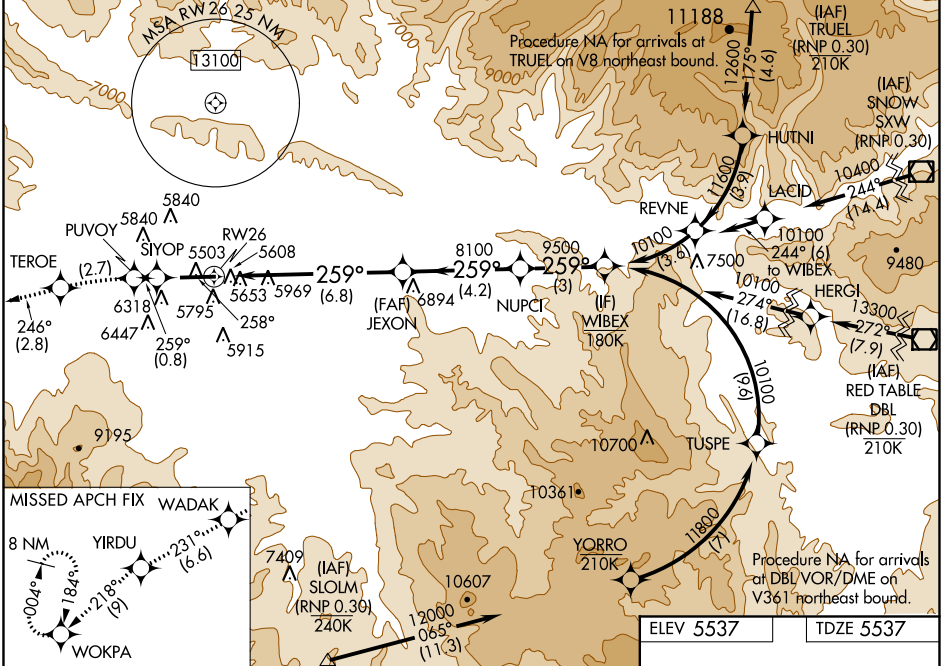 MSA RW26 25 NM
13100
7000
9000
11188
Procedure NA for arrivals at
TRUEL on V8 northeast bound.
12600
175°
(4.6)
(IAF)
TRUEL
(RNP 0.30)
210K
(IAF)
SNOW
SXW
(RNP 0.30)
HUTNI
11600
(3.9)
10400
244°
(14.4)
LACID
REVNE
10100
244° (6)
to WIBEX
9480
5840
5840
PUVOY
SIYOP
5503
RW26
5608
TEROE
(2.7)
8100
9500
10100
(3.6)
7500
259°
(6.8)
259°
(4.2)
259°
(3)
5653
5969
6894
(FAF)
JEXON
NUPCI
(IF)
WIBEX
180K
10100
274°
(16.8)
HERGI
13300
272°
(7.9)
(IAF)
RED TABLE
DBL
(RNP 0.30)
210K
246°
(2.8)
6318
6447
259°
(0.8)
5795
258°
5915
10100
(9.6)
9195
10700
TUSPE
10361
11800
(7)
YORRO
210K
Procedure NA for arrivals
at DBL VOR/DME on
V361 northeast bound.
MISSED APCH FIX
WADAK
8 NM
YIRDU
231°
(6.6)
004°
184°
218°
(9)
WOKPA
7409
(IAF)
SLOLM
(RNP 0.30)
240K
10607
12000
065°
(11.3)
ELEV 5537
TDZE 5537